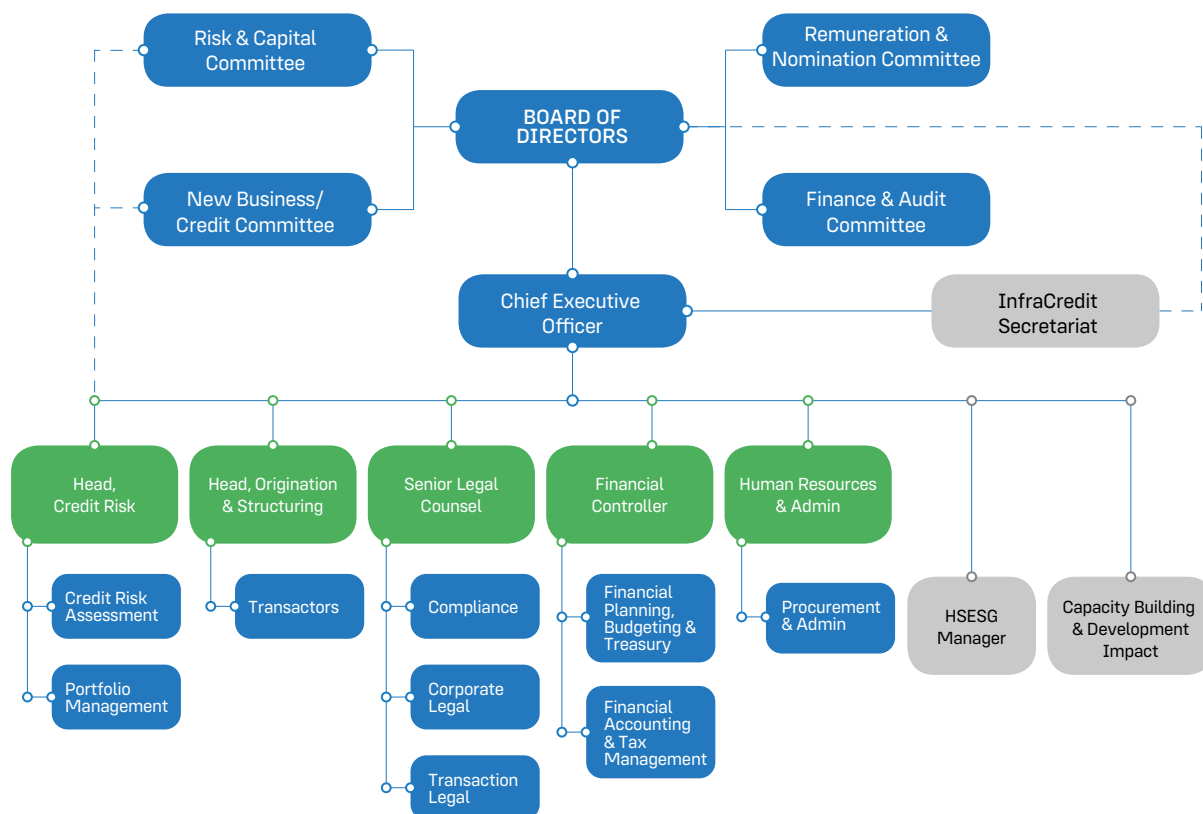 Risk & Capital
Committee
Remuneration &
Nomination Committee
BOARD OF
DIRECTORS
New Business/
Credit Committee
Finance & Audit
Committee
Chief Executive
Officer
InfraCredit
Secretariat
Head,
Credit Risk
Head, Origination
& Structuring
Senior Legal
Counsel
Financial
Controller
Human Resources
& Admin
Credit Risk
Assessment
Portfolio
Management
Transactors
Compliance
Corporate
Legal
Transaction
Legal
Financial
Planning,
Budgeting &
Treasury
Financial
Accounting
& Tax
Management
Procurement
& Admin
HSESG
Manager
Capacity Building
& Development
Impact